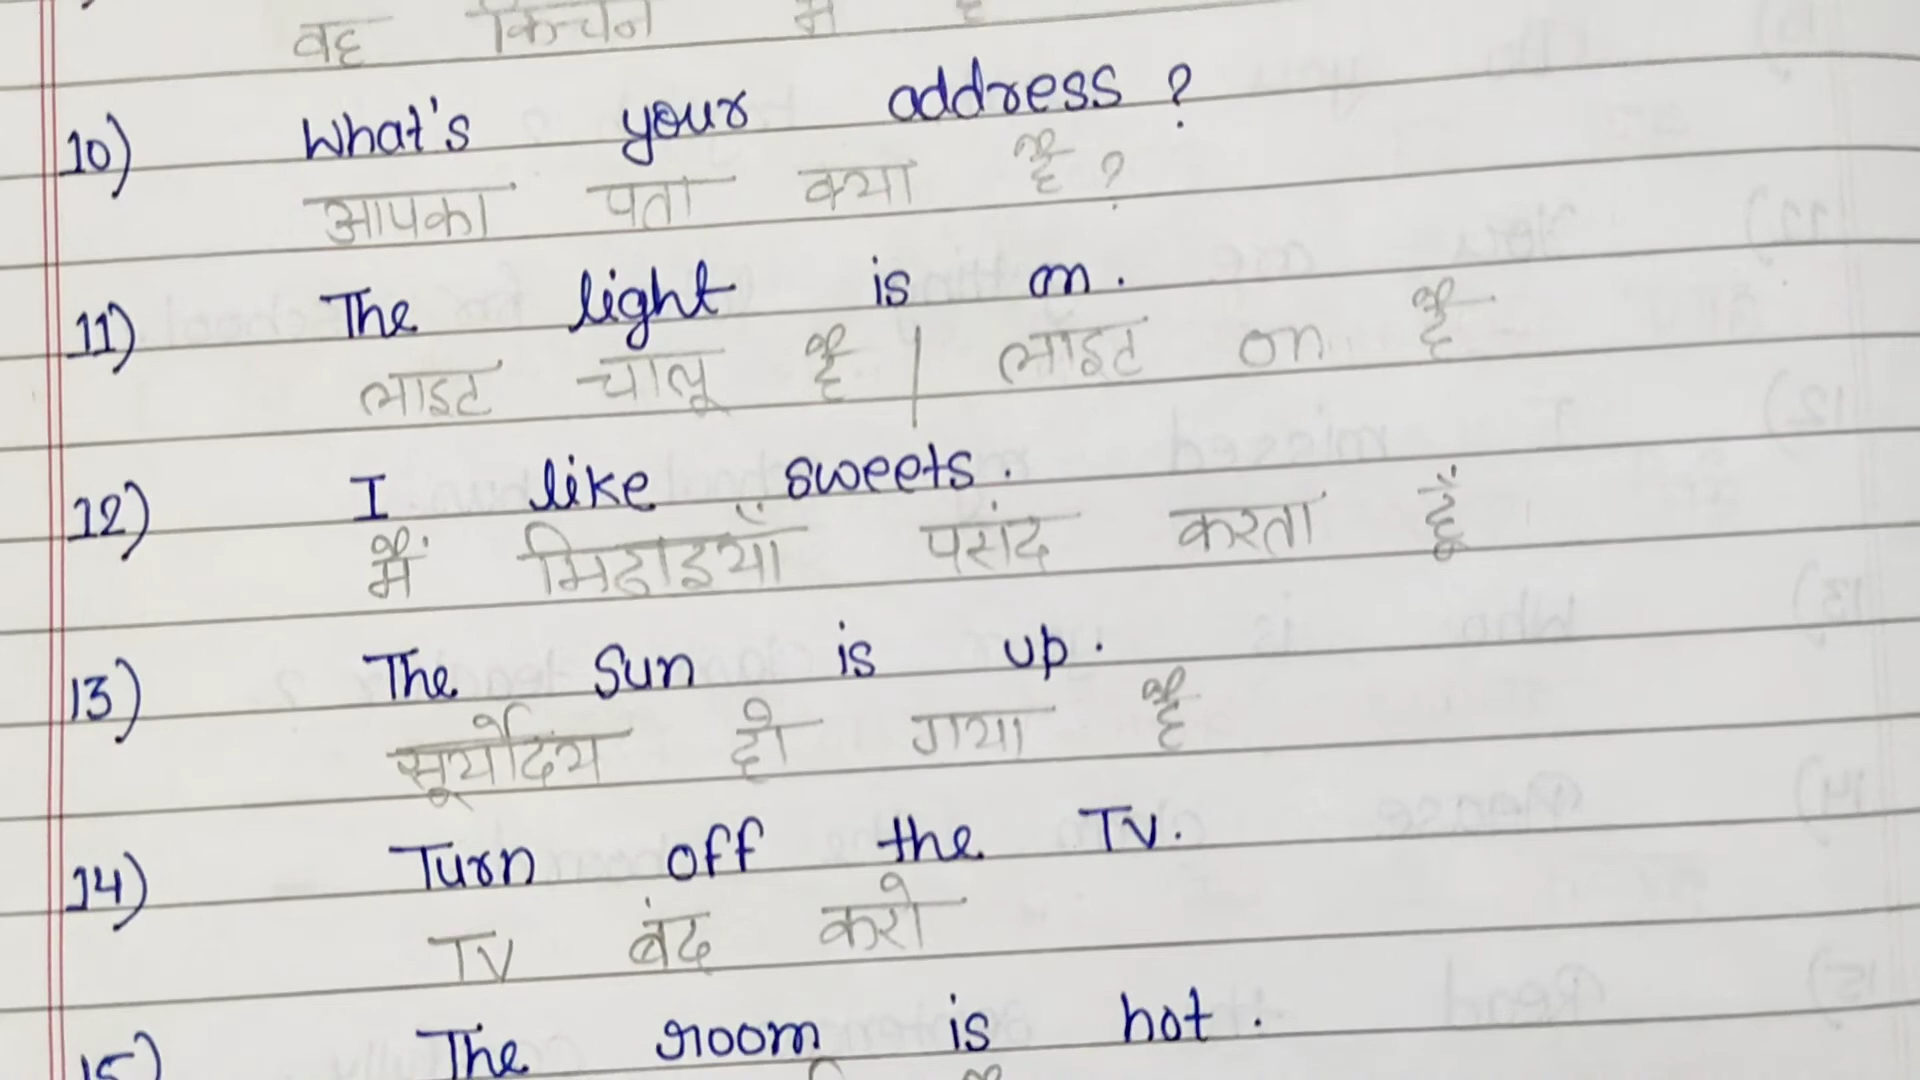 वह किचन में है
10) What's your address?
आपका पता क्या है?
11) The light is on.
लाइट चालू है | लाइट on है
12) I like sweets.
मैं मिठाइयाँ पसंद करता हूँ
13) The Sun is up.
सूर्योदय हो गया है
14) Turn off the TV.
TV बंद करो
15) The room is hot.